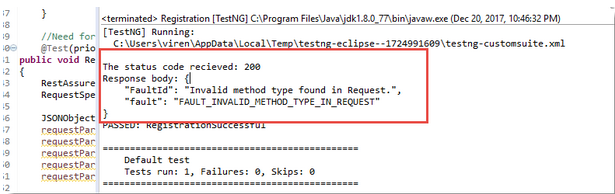 <terminated> Registration [TestNG] C:\Program Files\Java\jdk1.8.0_77\bin\javaw.exe (Dec 20, 2017, 10:46:32 PM)
[TestNG] Running:
C:\Users\viren\AppData\Local\Temp\testng-eclipse--1724991609\testng-customsuite.xml
}
//Need for
@Test(prio
public void Re
{
RestAssure
RequestSpe
JSONObject
requestPar
requestPar
requestPar
requestPar
requestPar
The status code recieved: 200
Response body: {
"FaultId": "Invalid method type found in Request.",
"fault": "FAULT_INVALID_METHOD_TYPE_IN_REQUEST"
}
PASSED: RegistrationSuccessful
===============================================
Default test
Tests run: 1, Failures: 0, Skips: 0
===============================================